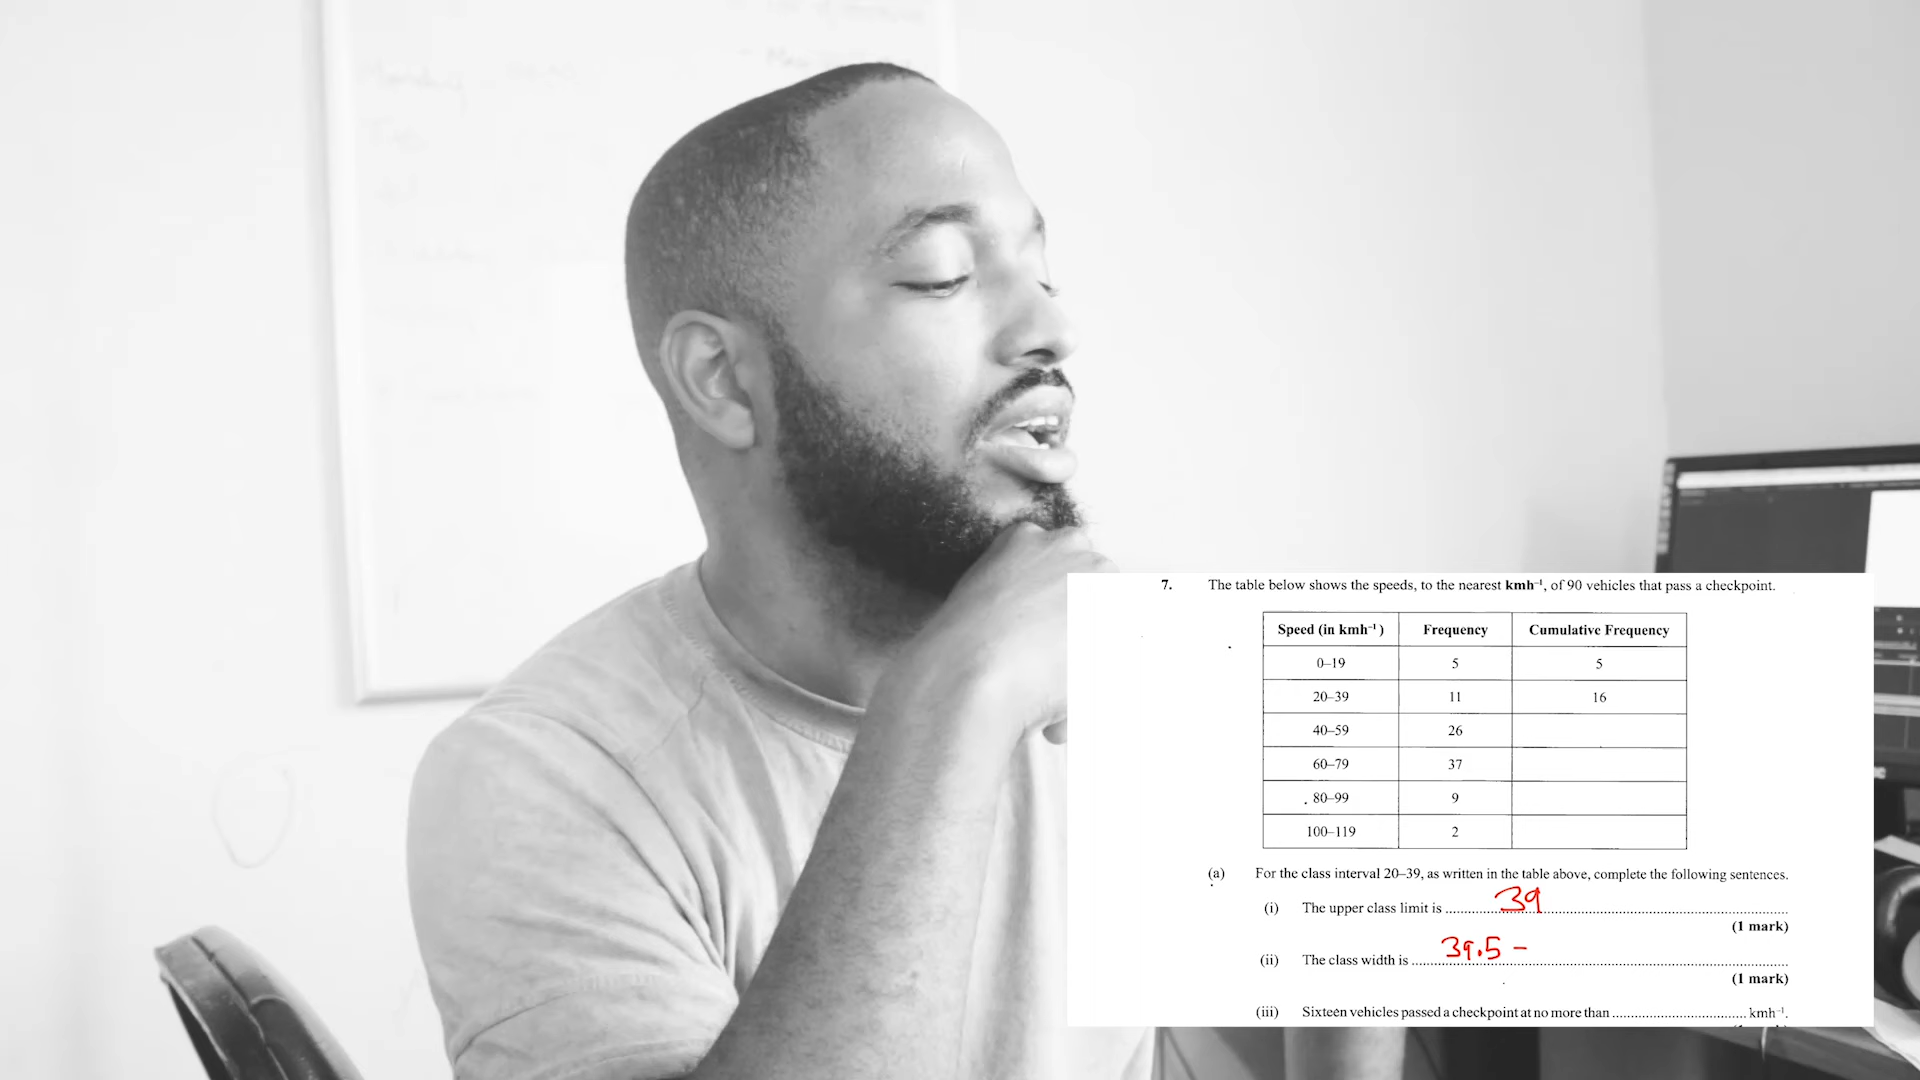 Monday
7. The table below shows the speeds, to the nearest kmh⁻¹, of 90 vehicles that pass a checkpoint.
Speed (in kmh⁻¹) Frequency Cumulative Frequency
0–19 5 5
20–39 11 16
40–59 26
60–79 37
80–99 9
100–119 2
(a) For the class interval 20–39, as written in the table above, complete the following sentences.
(i) The upper class limit is 39
(1 mark)
(ii) The class width is 39.5 –
(1 mark)
(iii) Sixteen vehicles passed a checkpoint at no more than .................................... kmh⁻¹.